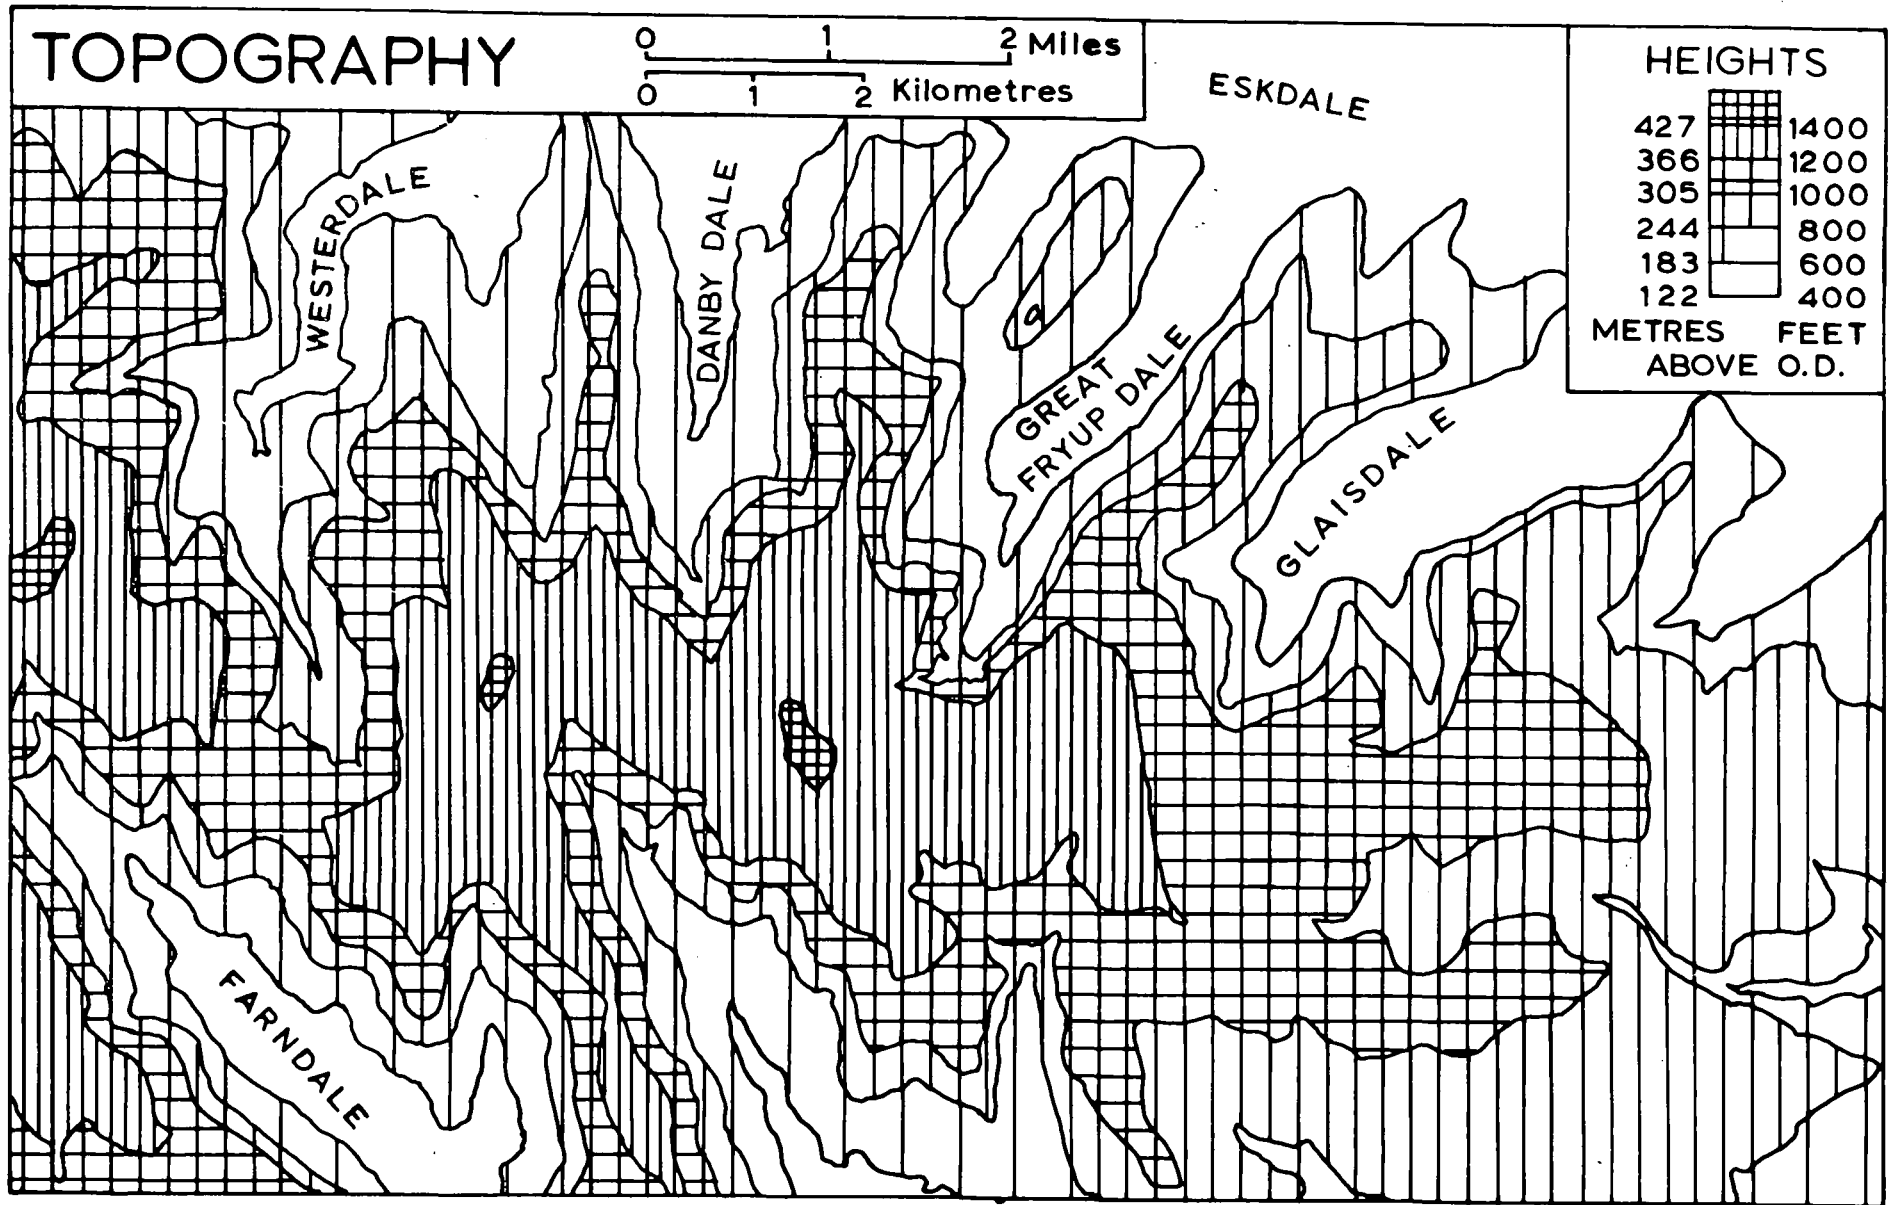 TOPOGRAPHY
0 1 2 Miles
0 1 2 Kilometres
ESKDALE
HEIGHTS
427 1400
366 1200
305 1000
244 800
183 600
122 400
METRES FEET
ABOVE O.D.
WESTERDALE
DANBY DALE
GREAT
FRYUP DALE
GLAISDALE
FARNDALE